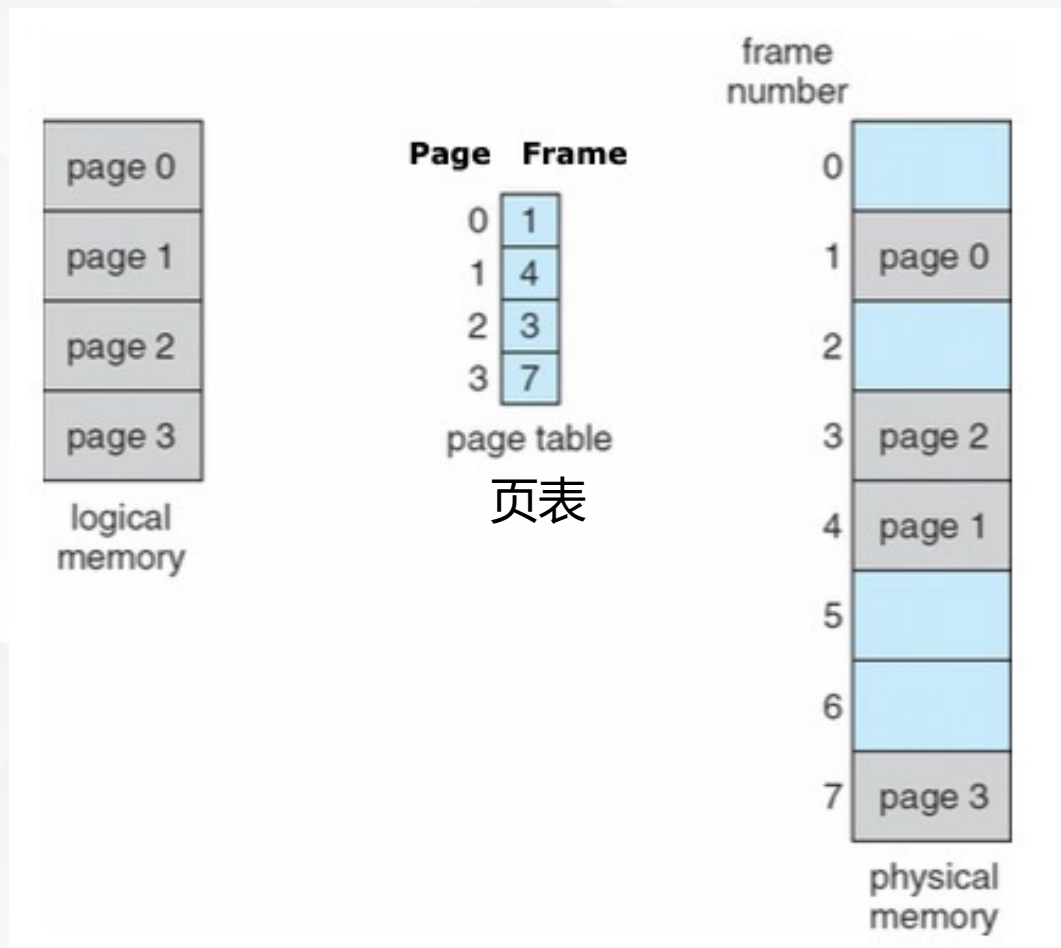 page 0
page 1
page 2
page 3
logical
memory
Page Frame
0 1
1 4
2 3
3 7
page table
页表
frame
number
0
1 page 0
2
3 page 2
4 page 1
5
6
7 page 3
physical
memory